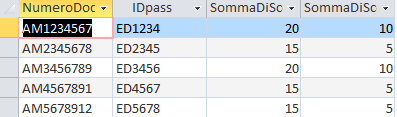 NumeroDoc IDpass SommaDiSc SommaDiSc
AM1234567 ED1234 20 10
AM2345678 ED2345 15 5
AM3456789 ED3456 20 10
AM4567891 ED4567 15 5
AM5678912 ED5678 15 5